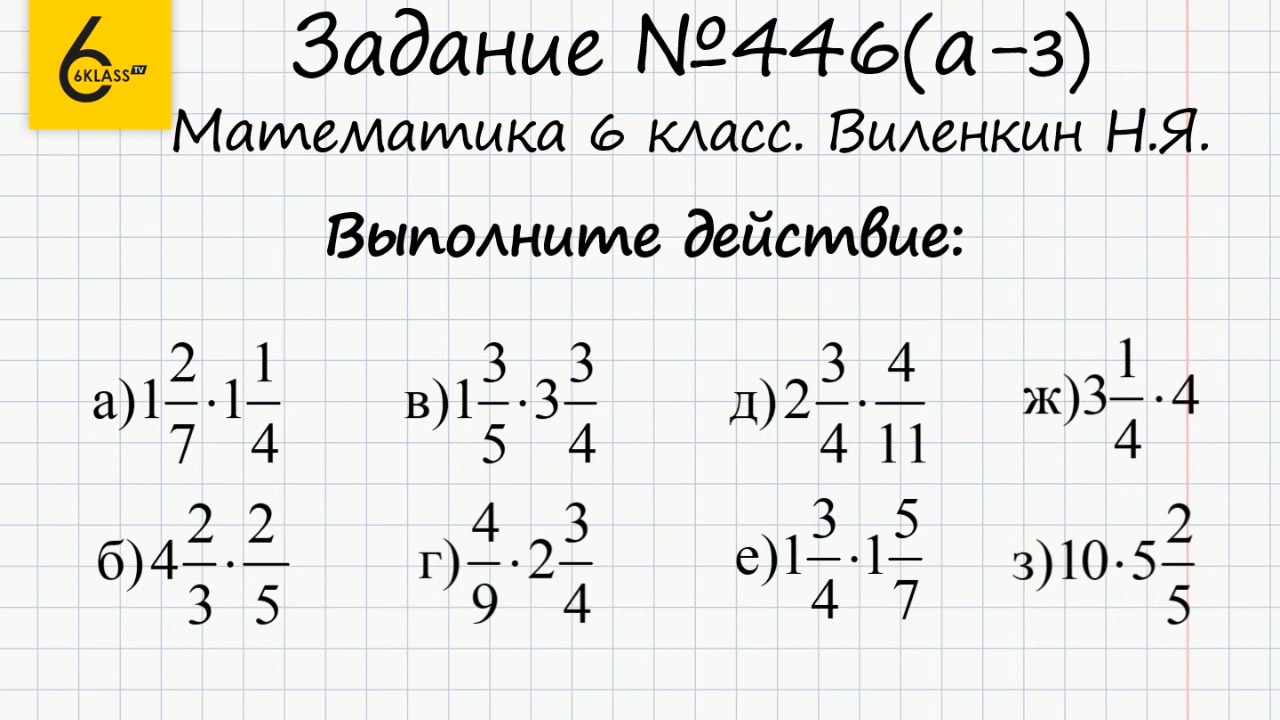 6
6KLASS TV
Задание №446(а-з)
Математика 6 класс. Виленкин Н.Я.
Выполните действие:
а) 1 2/7 · 1 1/4
в) 1 3/5 · 3 3/4
д) 2 3/4 · 4/11
ж) 3 1/4 · 4
б) 4 2/3 · 2/5
г) 4/9 · 2 3/4
е) 1 3/4 · 1 5/7
з) 10 · 5 2/5